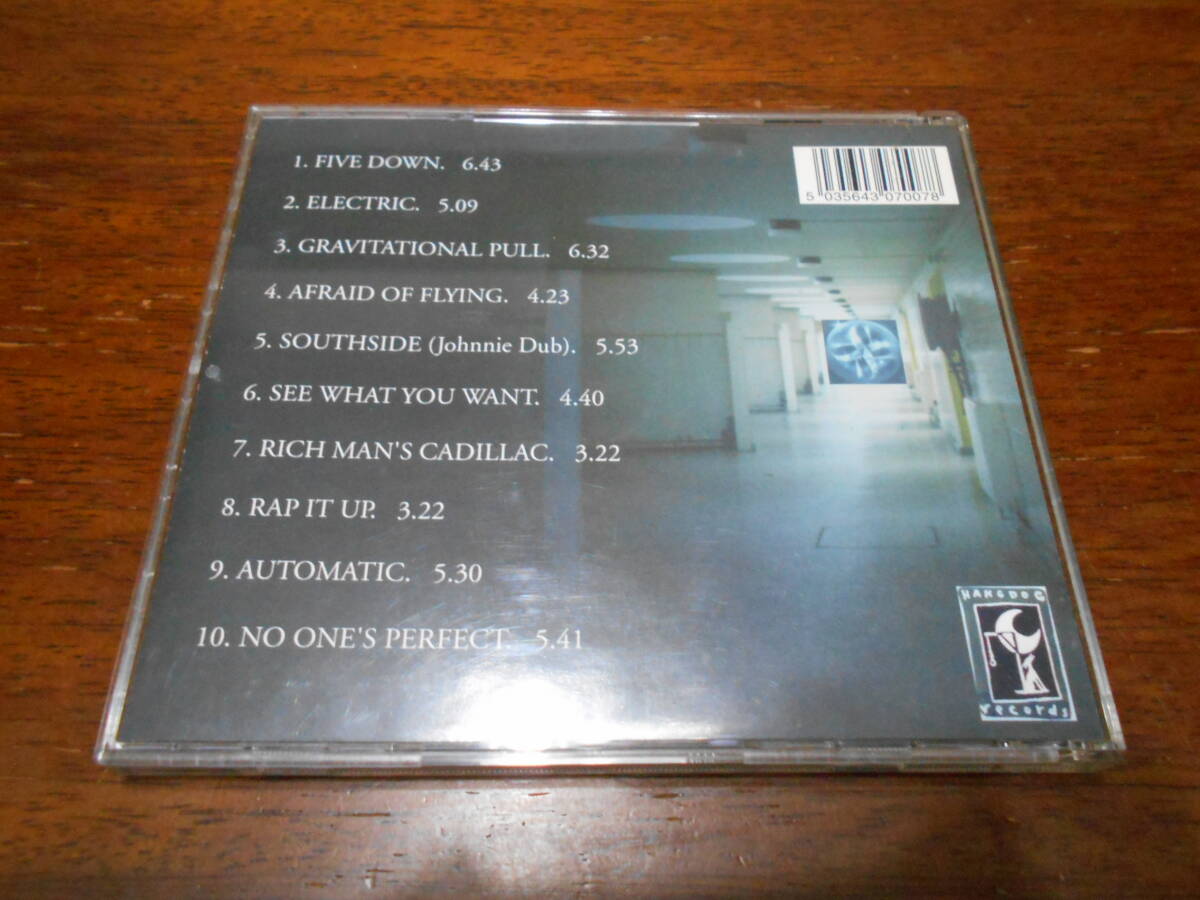 1. FIVE DOWN. 6.43
2. ELECTRIC. 5.09
3. GRAVITATIONAL PULL. 6.32
4. AFRAID OF FLYING. 4.23
5. SOUTHSIDE (Johnnie Dub). 5.53
6. SEE WHAT YOU WANT. 4.40
7. RICH MAN'S CADILLAC. 3.22
8. RAP IT UP. 3.22
9. AUTOMATIC. 5.30
10. NO ONE'S PERFECT. 5.41
5 035643 070078
HANGDOG
records